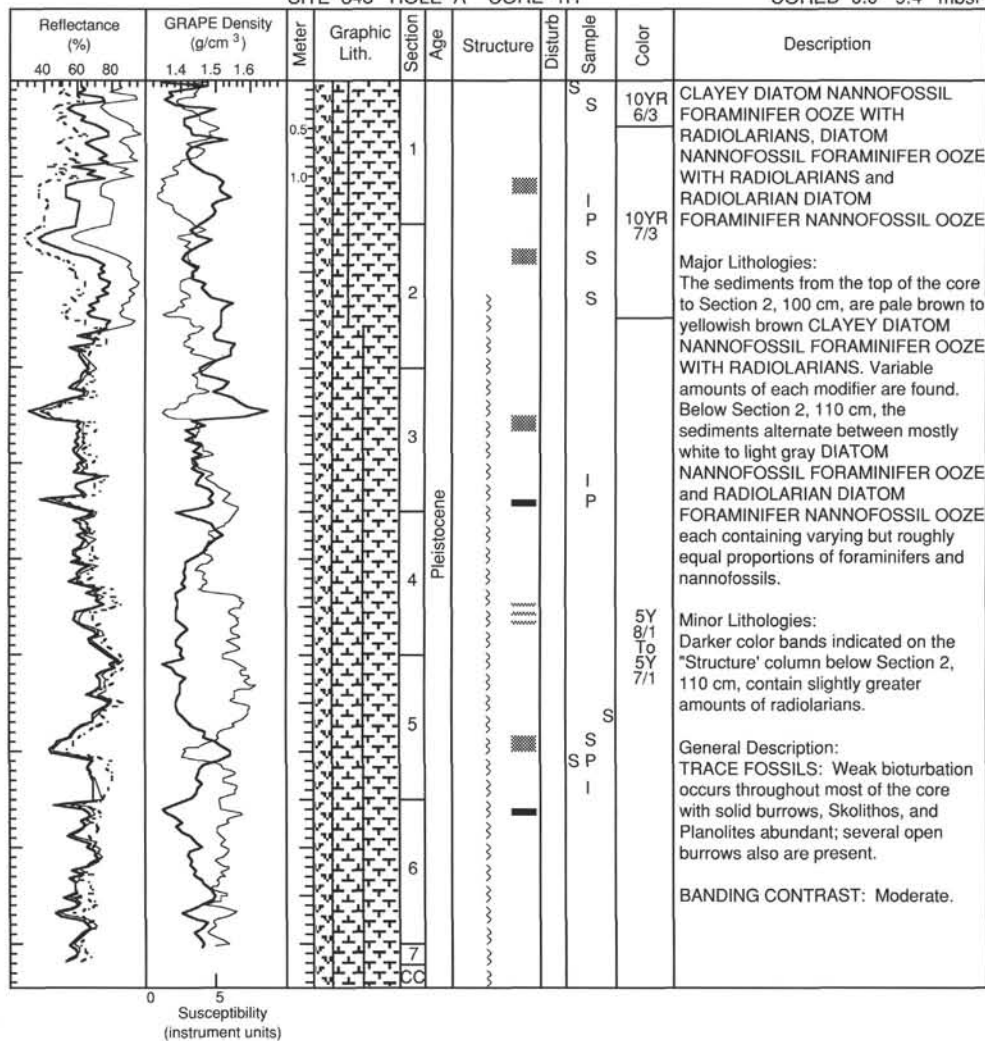 Reflectance
(%)
40 60 80
GRAPE Density
(g/cm 3)
1.4 1.5 1.6
Meter
Graphic
Lith.
Section
Age
Structure
Disturb
Sample
Color
Description
0.5
1.0
1
2
3
4
5
6
7
CC
Pleistocene
S
S
I
P
S
S
I
P
S
S
S P
I
10YR
6/3
10YR
7/3
5Y
8/1
To
5Y
7/1
CLAYEY DIATOM NANNOFOSSIL
FORAMINIFER OOZE WITH
RADIOLARIANS, DIATOM
NANNOFOSSIL FORAMINIFER OOZE
WITH RADIOLARIANS and
RADIOLARIAN DIATOM
FORAMINIFER NANNOFOSSIL OOZE
Major Lithologies:
The sediments from the top of the core
to Section 2, 100 cm, are pale brown to
yellowish brown CLAYEY DIATOM
NANNOFOSSIL FORAMINIFER OOZE
WITH RADIOLARIANS. Variable
amounts of each modifier are found.
Below Section 2, 110 cm, the
sediments alternate between mostly
white to light gray DIATOM
NANNOFOSSIL FORAMINIFER OOZE
and RADIOLARIAN DIATOM
FORAMINIFER NANNOFOSSIL OOZE
each containing varying but roughly
equal proportions of foraminifers and
nannofossils.
Minor Lithologies:
Darker color bands indicated on the
"Structure' column below Section 2,
110 cm, contain slightly greater
amounts of radiolarians.
General Description:
TRACE FOSSILS: Weak bioturbation
occurs throughout most of the core
with solid burrows, Skolithos, and
Planolites abundant; several open
burrows also are present.
BANDING CONTRAST: Moderate.
0 5
Susceptibility
(instrument units)